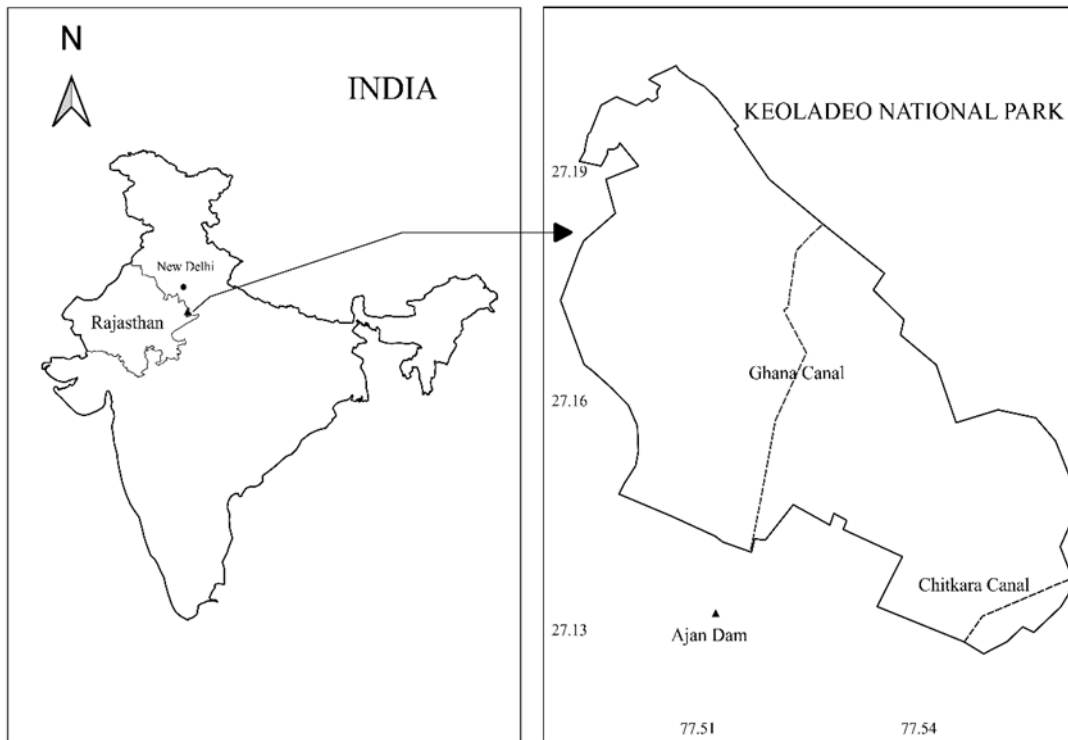 N
INDIA
New Delhi
Rajasthan
KEOLADEO NATIONAL PARK
27.19
Ghana Canal
27.16
Chitkara Canal
27.13
Ajan Dam
77.51
77.54